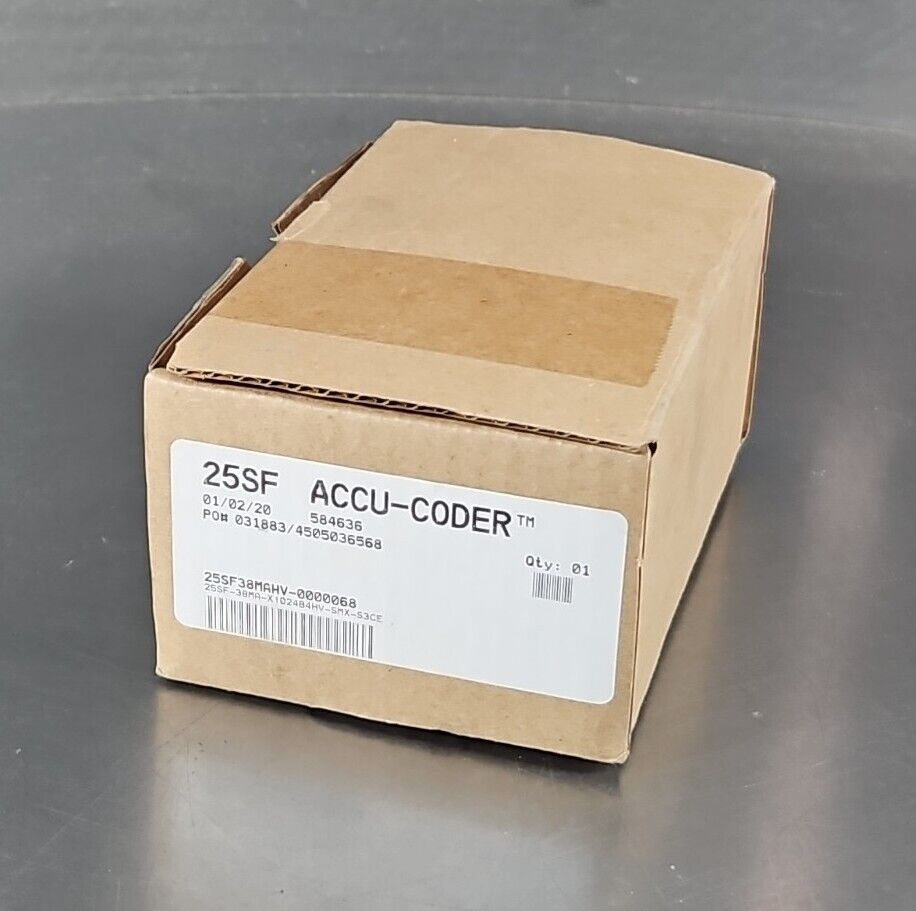 25SF ACCU-CODER™
01/02/20 584636
PO# 031883/4505036568
Qty: 01
25SF38MAHV-0000068
25SF-38MA-X1024B4HV-SMX-S3CE